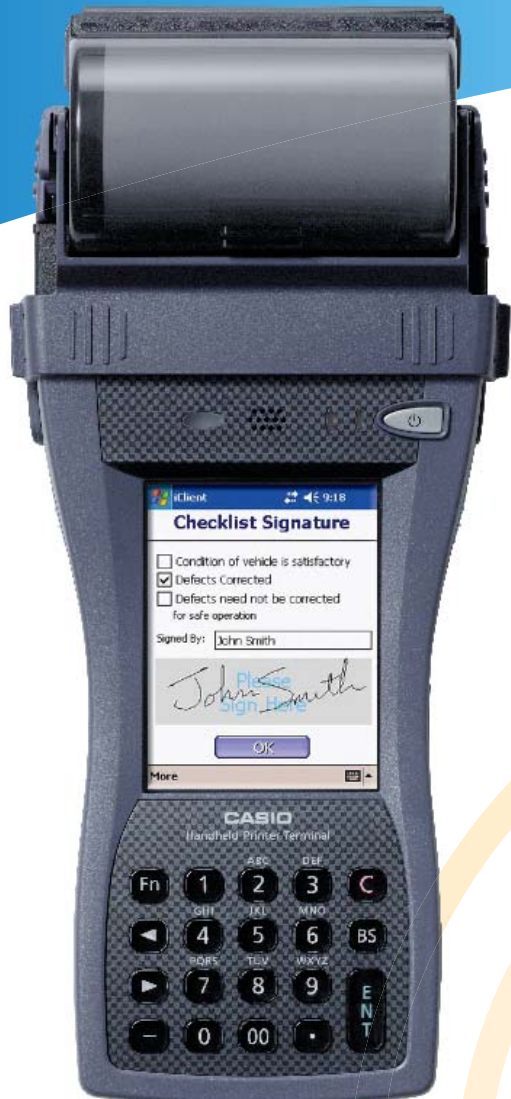 iClient 9:18
Checklist Signature
Condition of vehicle is satisfactory
Defects Corrected
Defects need not be corrected
for safe operation
Signed By: John Smith
Please
Sign Here
John Smith
OK
More
CASIO
Handheld Printer Terminal
ABC DEF
Fn 1 2 3 C
GHI JKL MNO
4 5 6 BS
PQRS TUV WXYZ
7 8 9 ENT
- 0 00 .